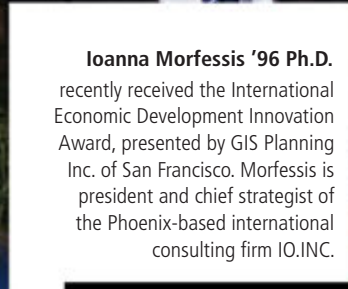 Ioanna Morfessis ’96 Ph.D.
recently received the International
Economic Development Innovation
Award, presented by GIS Planning
Inc. of San Francisco. Morfessis is
president and chief strategist of
the Phoenix-based international
consulting firm IO.INC.